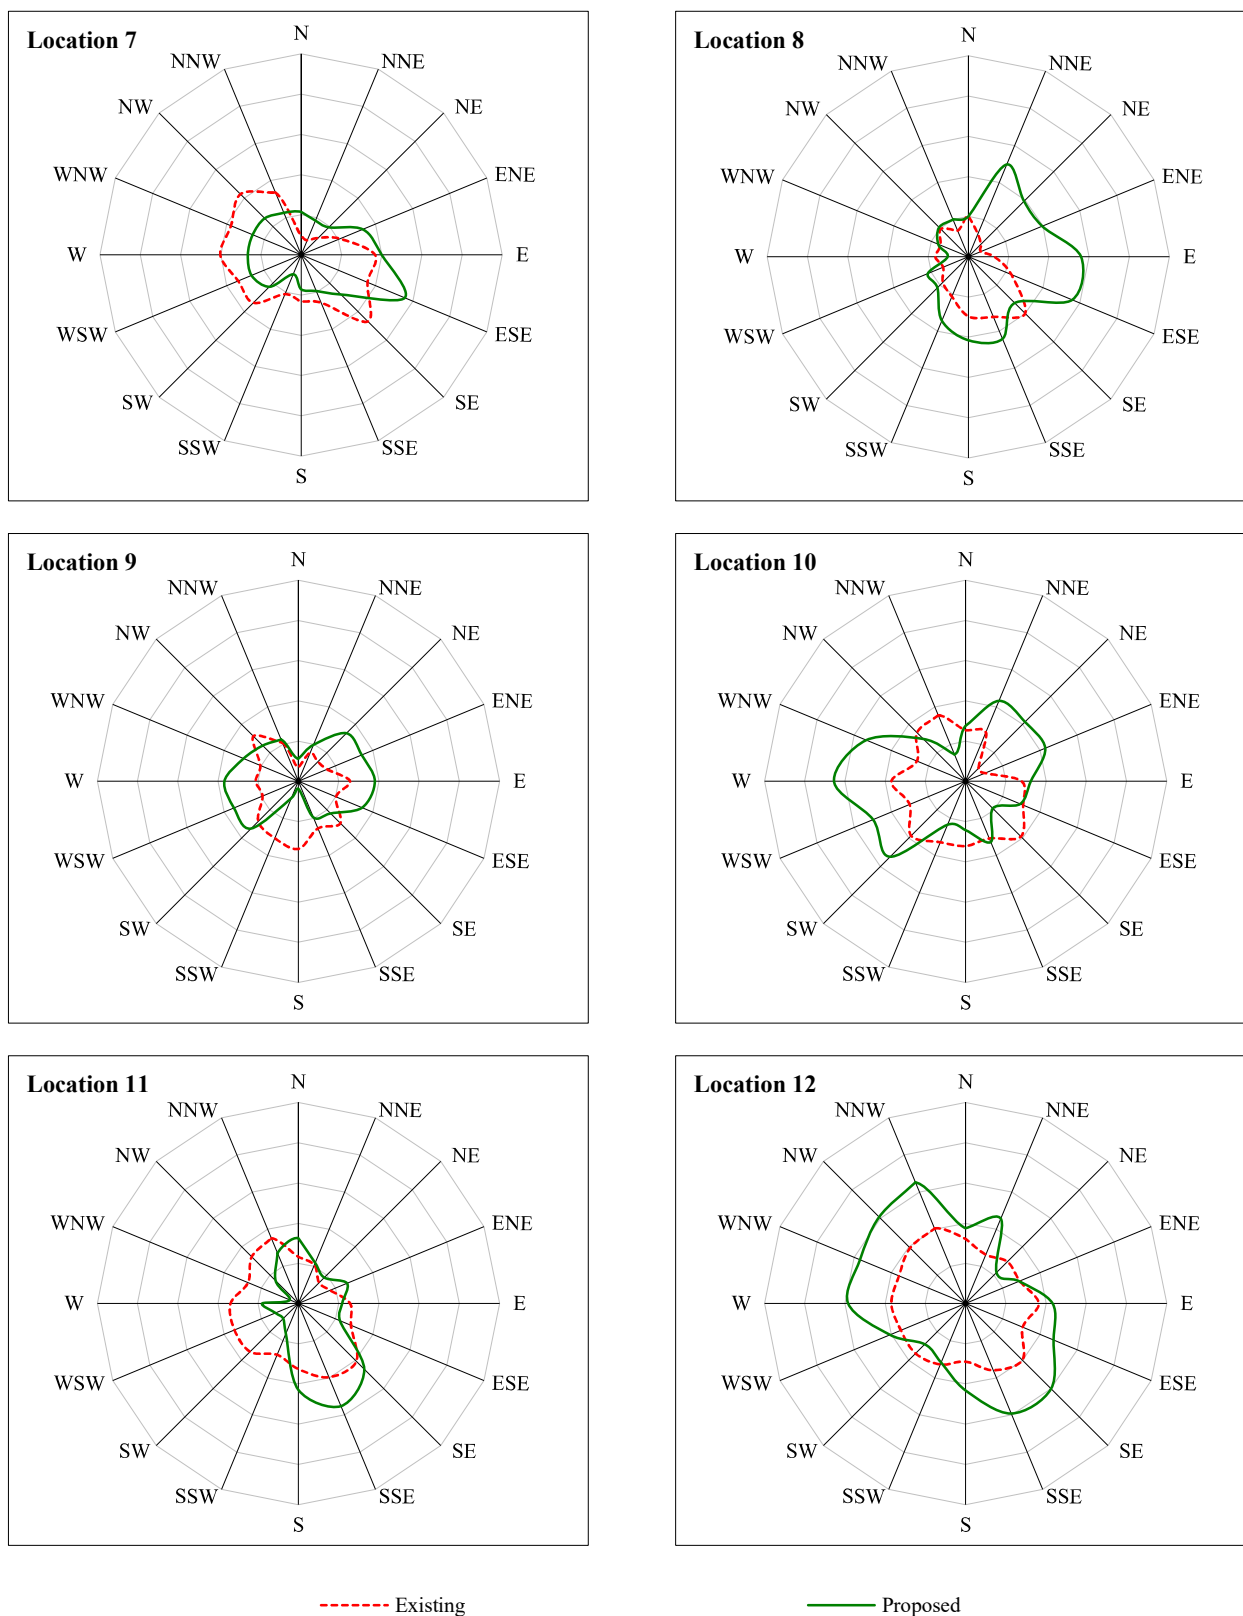 Location 7
N
NNW
NNE
NW
NE
WNW
ENE
W
E
WSW
ESE
SW
SE
SSW
SSE
S
Location 8
N
NNW
NNE
NW
NE
WNW
ENE
W
E
WSW
ESE
SW
SE
SSW
SSE
S
Location 9
N
NNW
NNE
NW
NE
WNW
ENE
W
E
WSW
ESE
SW
SE
SSW
SSE
S
Location 10
N
NNW
NNE
NW
NE
WNW
ENE
W
E
WSW
ESE
SW
SE
SSW
SSE
S
Location 11
N
NNW
NNE
NW
NE
WNW
ENE
W
E
WSW
ESE
SW
SE
SSW
SSE
S
Location 12
N
NNW
NNE
NW
NE
WNW
ENE
W
E
WSW
ESE
SW
SE
SSW
SSE
S
Existing
Proposed